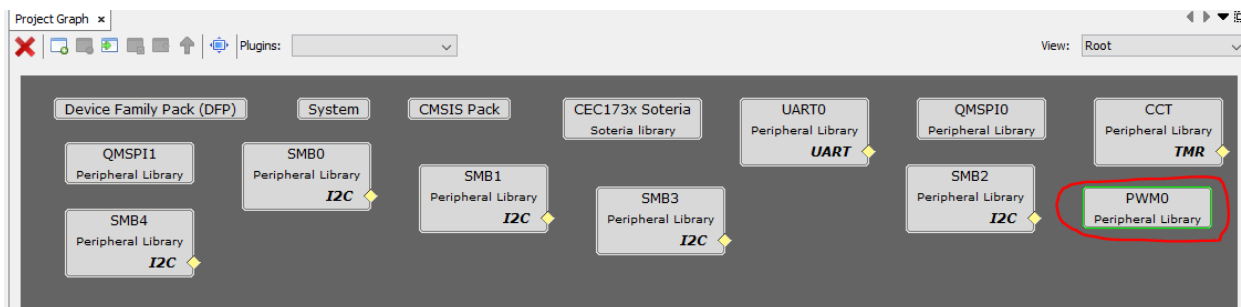 Project Graph
Plugins:
View: Root
Device Family Pack (DFP)
System
CMSIS Pack
CEC173x Soteria
Soteria library
UART0
Peripheral Library
UART
QMSPI0
Peripheral Library
CCT
Peripheral Library
TMR
QMSPI1
Peripheral Library
SMB0
Peripheral Library
I2C
SMB1
Peripheral Library
I2C
SMB3
Peripheral Library
I2C
SMB2
Peripheral Library
I2C
PWM0
Peripheral Library
SMB4
Peripheral Library
I2C